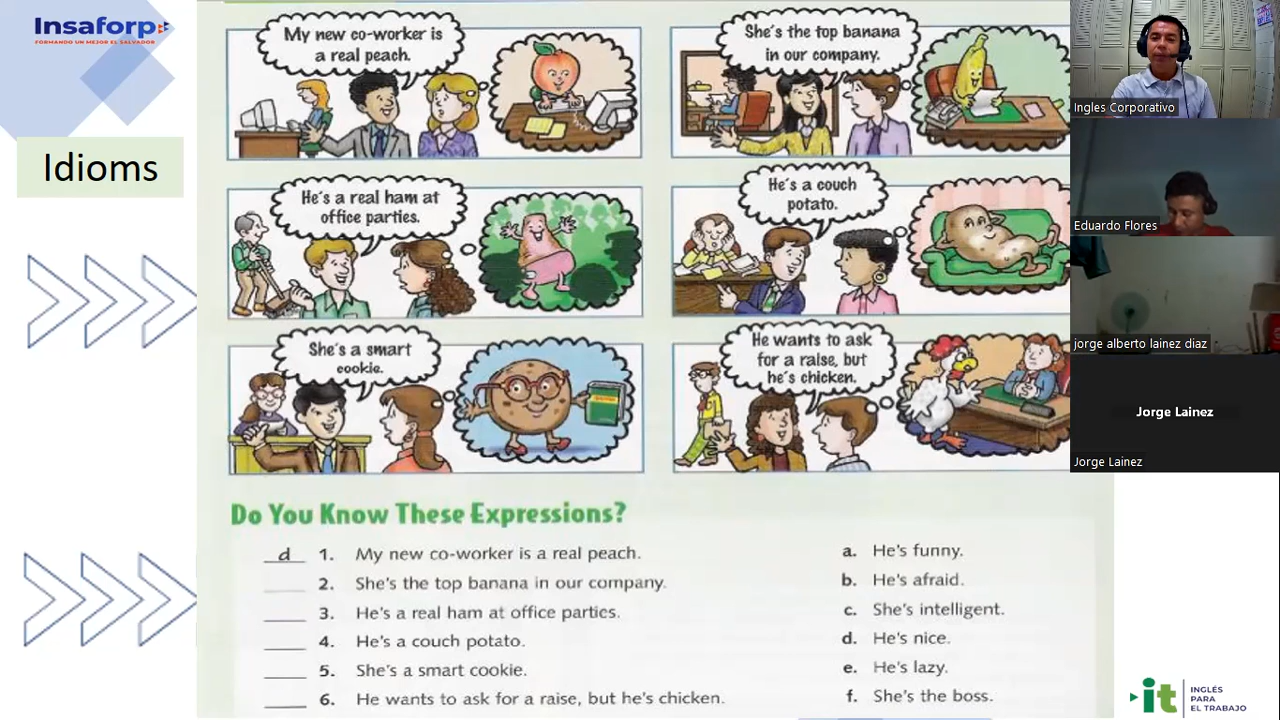 Insaforp
FORMANDO UN MEJOR EL SALVADOR
Idioms
My new co-worker is
a real peach.
She's the top banana
in our company.
He's a real ham at
office parties.
He's a couch
potato.
She's a smart
cookie.
He wants to ask
for a raise, but
he's chicken.
Do You Know These Expressions?
d 1. My new co-worker is a real peach.
2. She's the top banana in our company.
3. He's a real ham at office parties.
4. He's a couch potato.
5. She's a smart cookie.
6. He wants to ask for a raise, but he's chicken.
a. He's funny.
b. He's afraid.
c. She's intelligent.
d. He's nice.
e. He's lazy.
f. She's the boss.
Ingles Corporativo
Eduardo Flores
jorge alberto lainez diaz
Jorge Lainez
Jorge Lainez
it
INGLÉS
PARA
EL TRABAJO